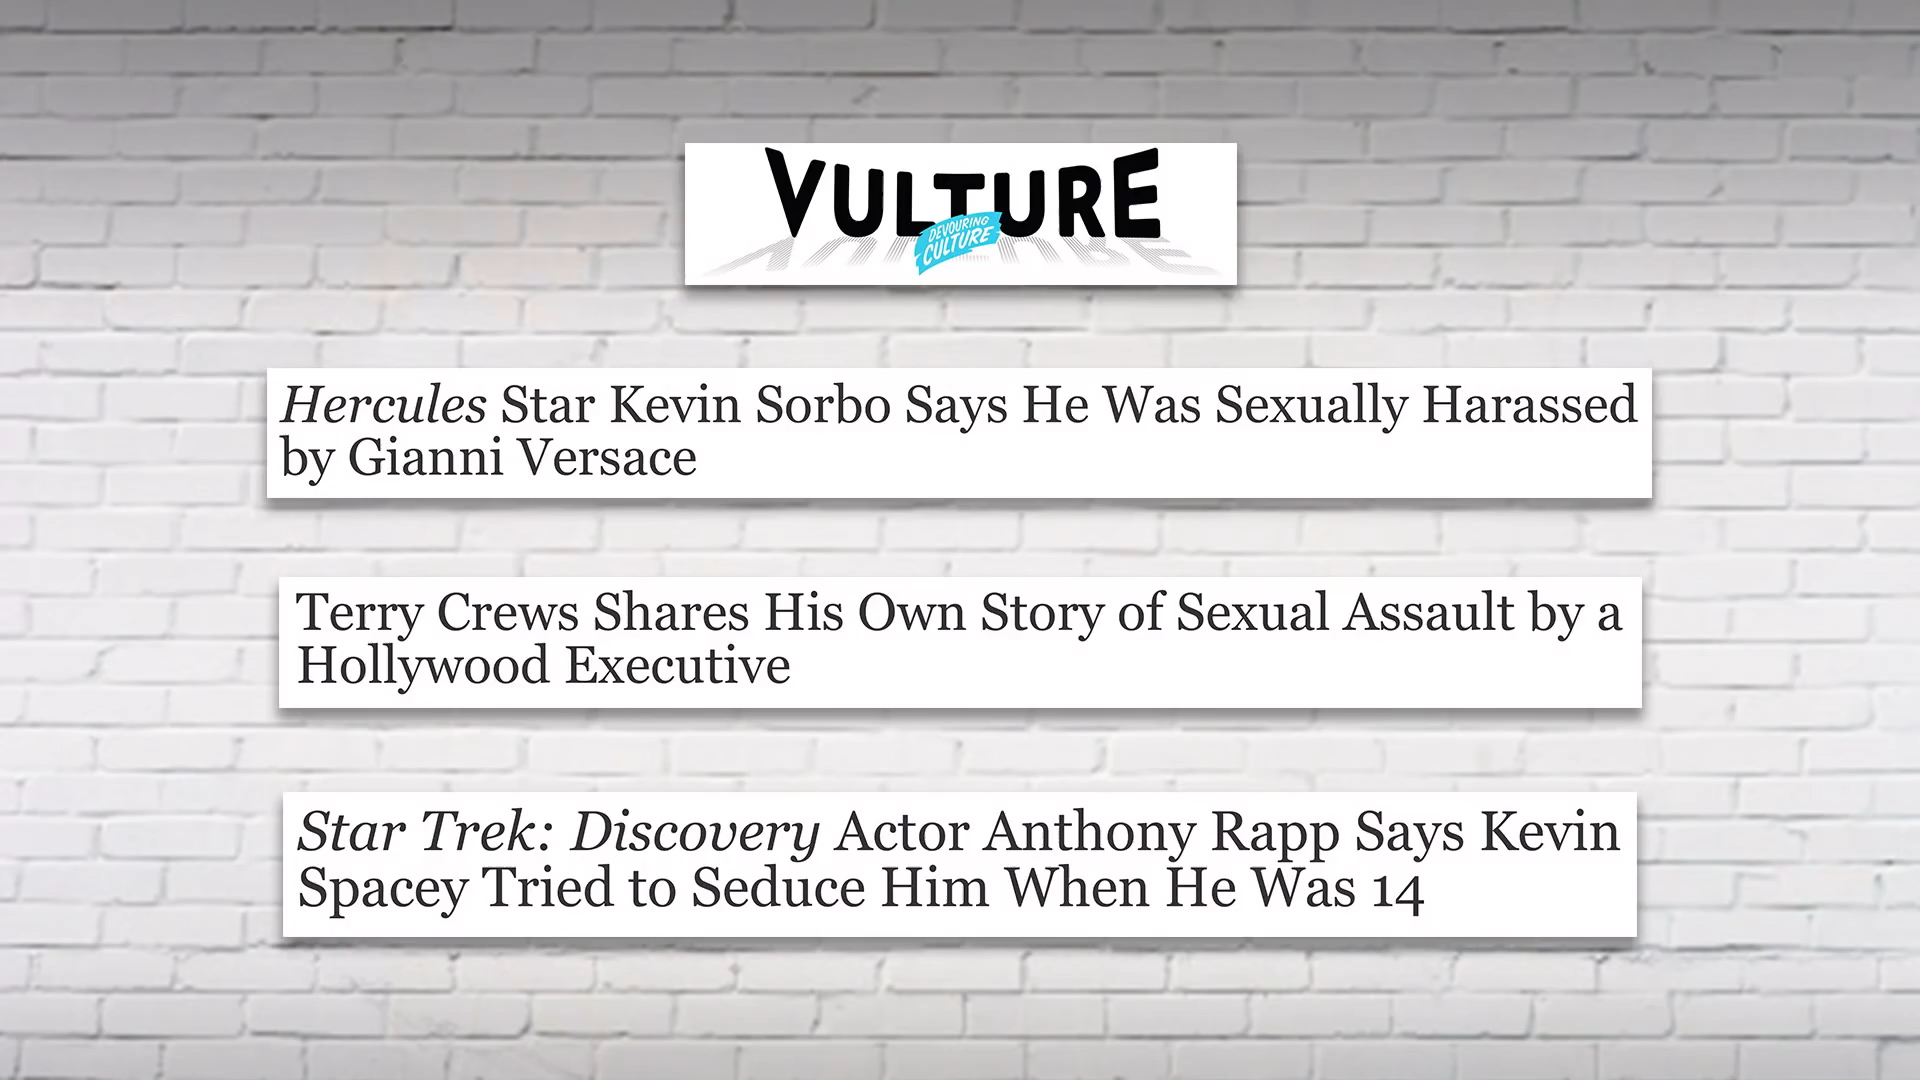 VULTURE
DEVOURING
CULTURE
Hercules Star Kevin Sorbo Says He Was Sexually Harassed
by Gianni Versace
Terry Crews Shares His Own Story of Sexual Assault by a
Hollywood Executive
Star Trek: Discovery Actor Anthony Rapp Says Kevin
Spacey Tried to Seduce Him When He Was 14